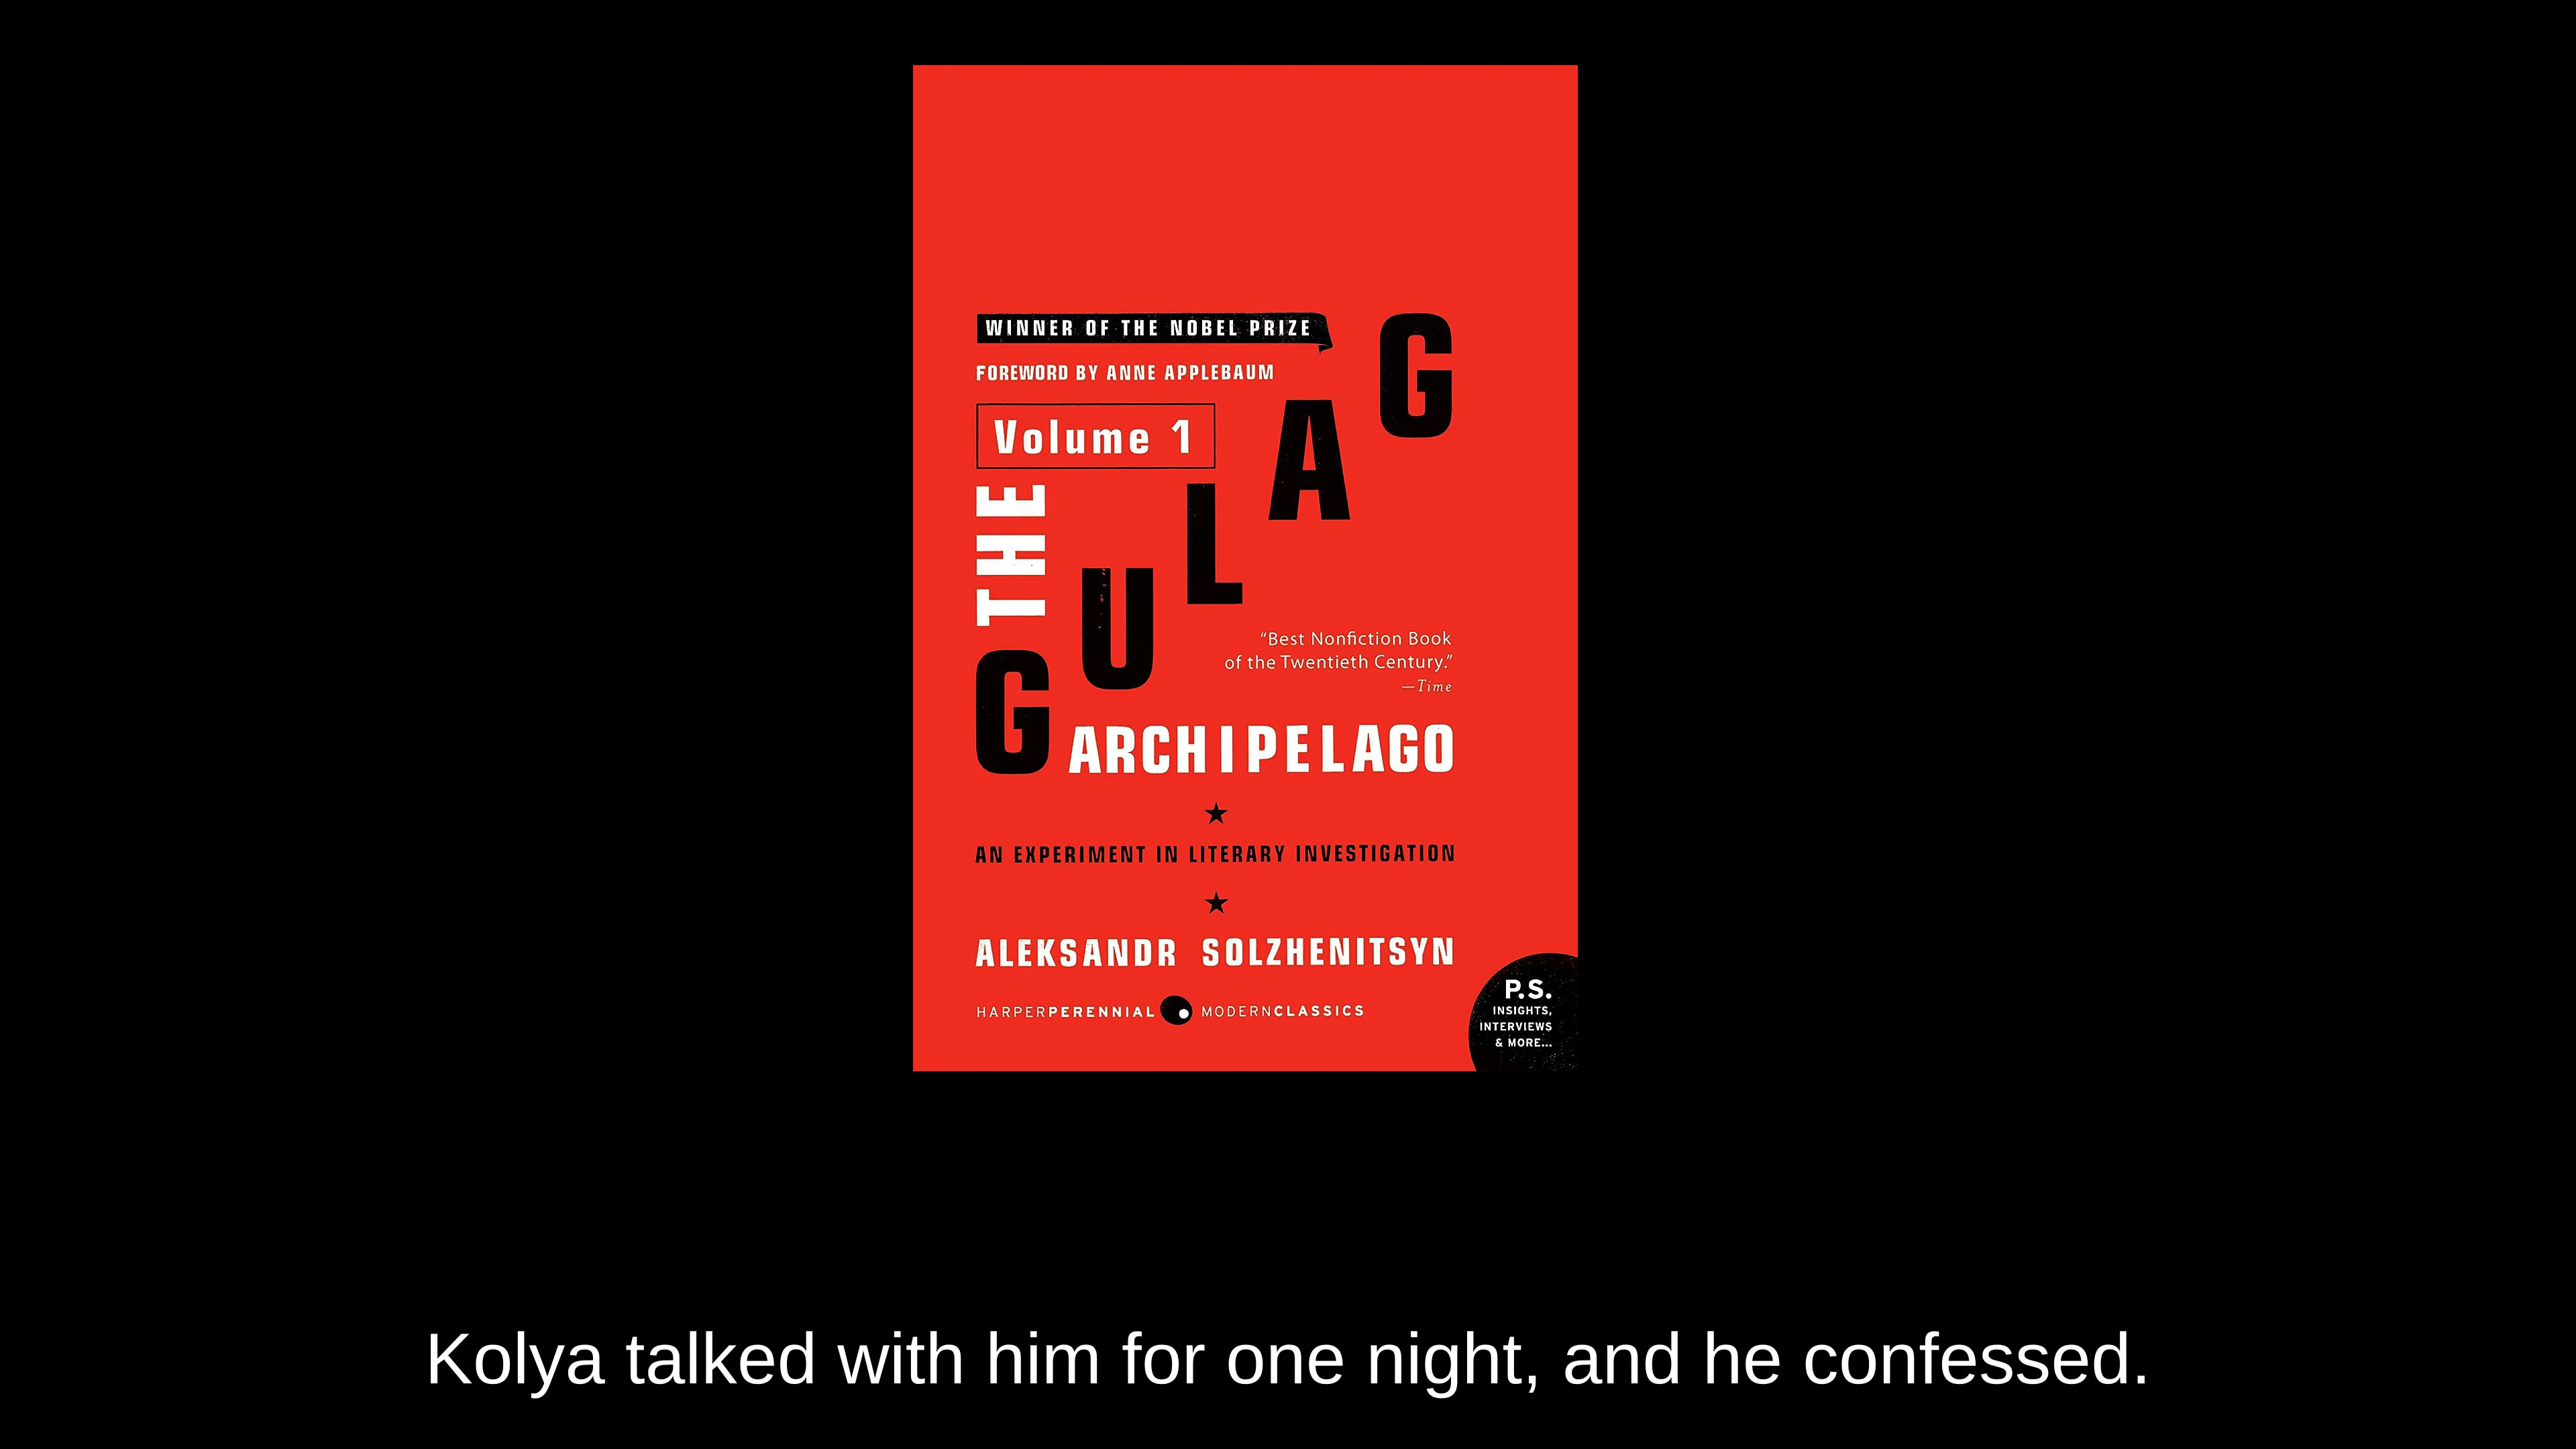 WINNER OF THE NOBEL PRIZE
FOREWORD BY ANNE APPLEBAUM
Volume 1
THE
GULAG
"Best Nonfiction Book
of the Twentieth Century."
—Time
ARCHIPELAGO
AN EXPERIMENT IN LITERARY INVESTIGATION
ALEKSANDR SOLZHENITSYN
HARPERPERENNIAL MODERNCLASSICS
P.S.
INSIGHTS,
INTERVIEWS
& MORE...
Kolya talked with him for one night, and he confessed.